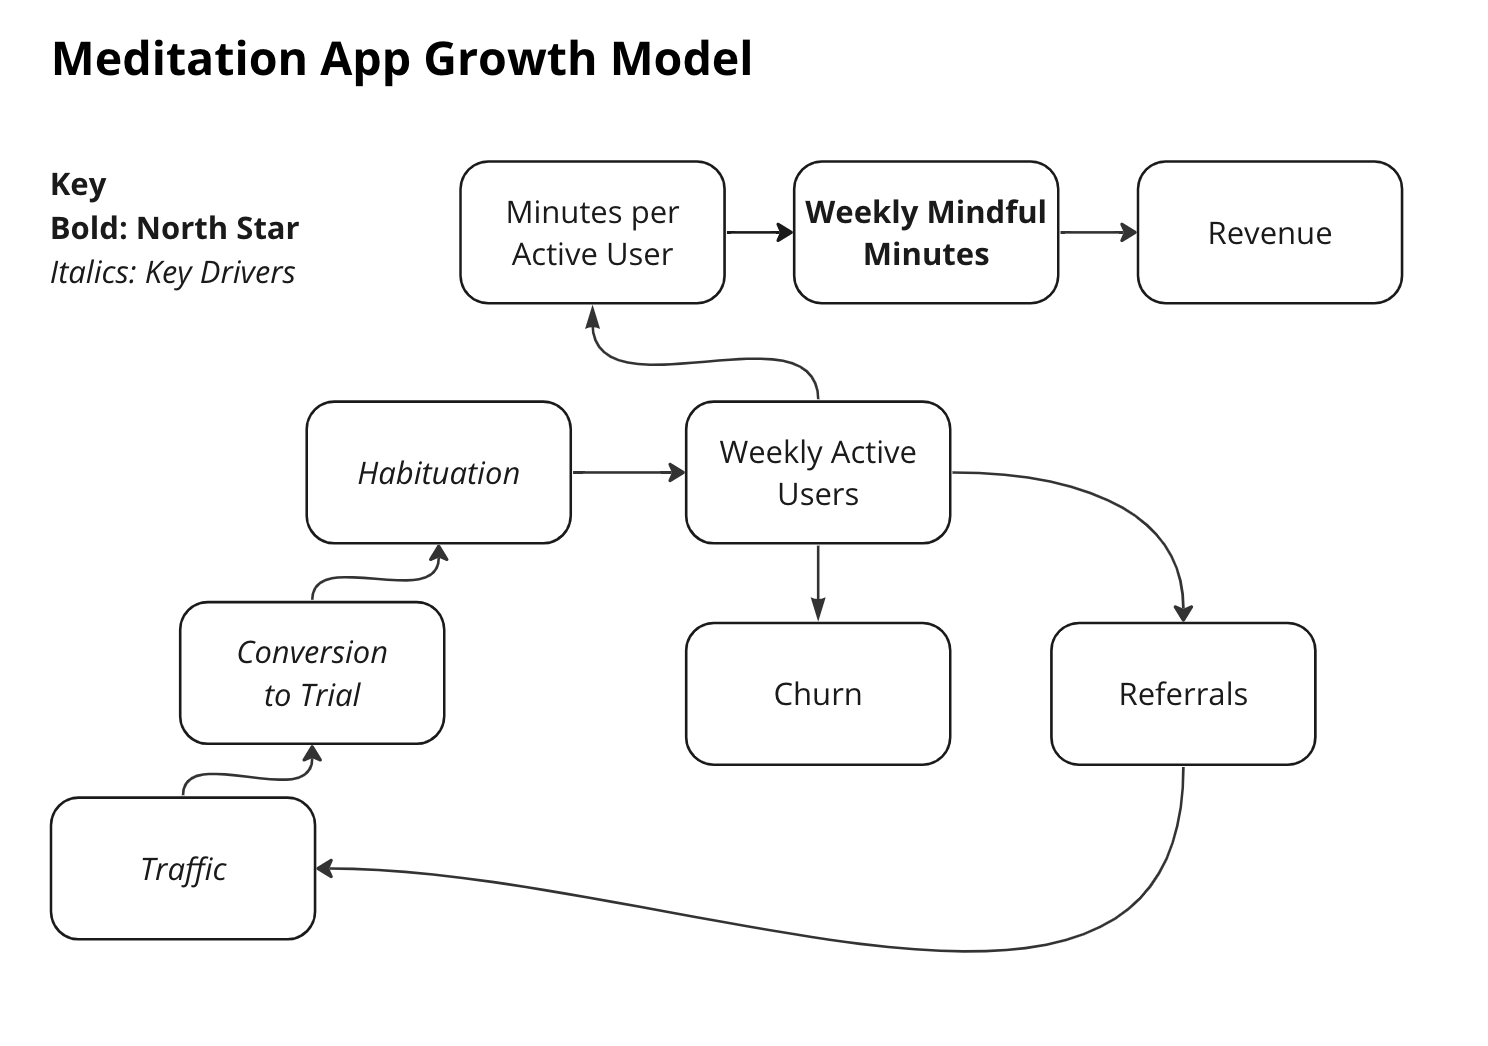 Meditation App Growth Model
Key
Bold: North Star
Italics: Key Drivers
Minutes per
Active User
Weekly Mindful
Minutes
Revenue
Habituation
Weekly Active
Users
Conversion
to Trial
Churn
Referrals
Traffic